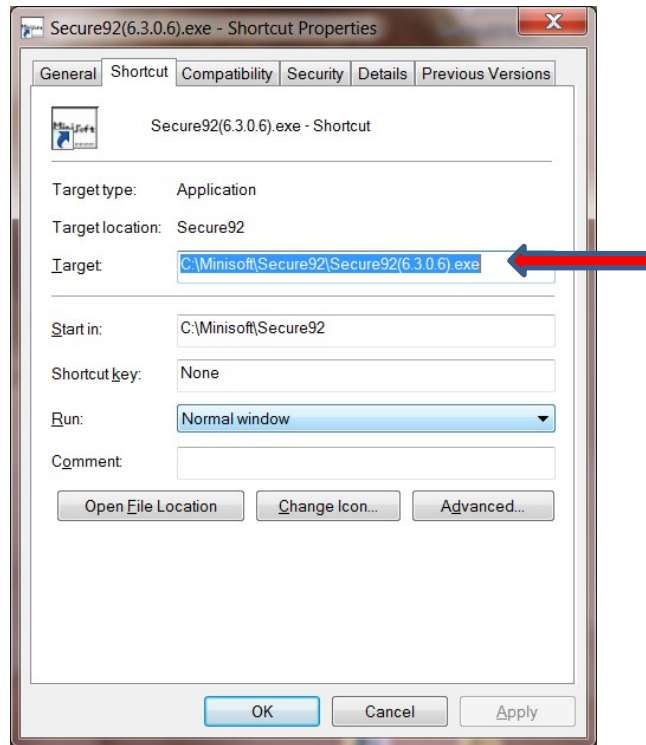 Secure92(6.3.0.6).exe - Shortcut Properties
General Shortcut Compatibility Security Details Previous Versions
MiniSoft
Secure92(6.3.0.6).exe - Shortcut
Target type: Application
Target location: Secure92
Target: C:\Minisoft\Secure92\Secure92(6.3.0.6).exe
Start in: C:\Minisoft\Secure92
Shortcut key: None
Run: Normal window
Comment:
Open File Location Change Icon... Advanced...
OK Cancel Apply